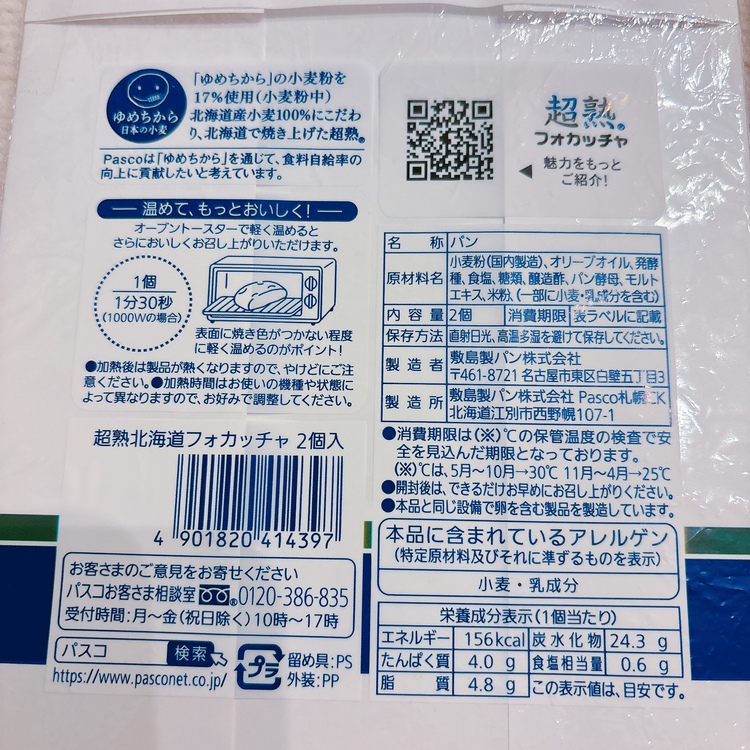 ゆめちから
日本の小麦
「ゆめちから」の小麦粉を
17%使用(小麦粉中)
北海道産小麦100%にこだわ
り、北海道で焼き上げた超熟®
Pascoは「ゆめちから」を通じて、食料自給率の
向上に貢献したいと考えています。
超熟®
フォカッチャ
魅力をもっと
ご紹介!
温めて、もっとおいしく!
オーブントースターで軽く温めると
さらにおいしくお召し上がりいただけます。
1個
1分30秒
(1000Wの場合)
表面に焼き色がつかない程度
に軽く温めるのがポイント!
●加熱後は製品が熱くなりますので、やけどにご注
意ください。●加熱時間はお使いの機種や状態に
よって異なりますので、お好みで調整してください。
超熟北海道フォカッチャ 2個入
4 901820 414397
お客さまのご意見をお寄せください
パスコお客さま相談室 ®0120-386-835
受付時間:月〜金(祝日除く)10時〜17時
パスコ 検索
https://www.pasconet.co.jp/
プラ
留め具:PS
外装:PP
名称 パン
原材料名 小麦粉(国内製造)、オリーブオイル、発酵
種、食塩、糖類、醸造酢、パン酵母、モルト
エキス、米粉、(一部に小麦・乳成分を含む)
内容量 2個 消費期限 表ラベルに記載
保存方法 直射日光、高温多湿を避けて保存してください。
製造者 敷島製パン株式会社
〒461-8721 名古屋市東区白壁五丁目3
製造所 敷島製パン株式会社 Pasco札幌CK
北海道江別市西野幌107-1
●消費期限は(※)℃の保管温度の検査で安
全を見込んだ期限となっております。
(※)℃は、5月〜10月→30℃ 11月〜4月→25℃
●開封後は、できるだけお早めにお召し上がりください。
●本品と同じ設備で卵を含む製品を製造しています。
本品に含まれているアレルゲン
(特定原材料及びそれに準ずるものを表示)
小麦・乳成分
栄養成分表示(1個当たり)
エネルギー 156kcal 炭水化物 24.3 g
たんぱく質 4.0 g 食塩相当量 0.6 g
脂質 4.8 g この表示値は、目安です。